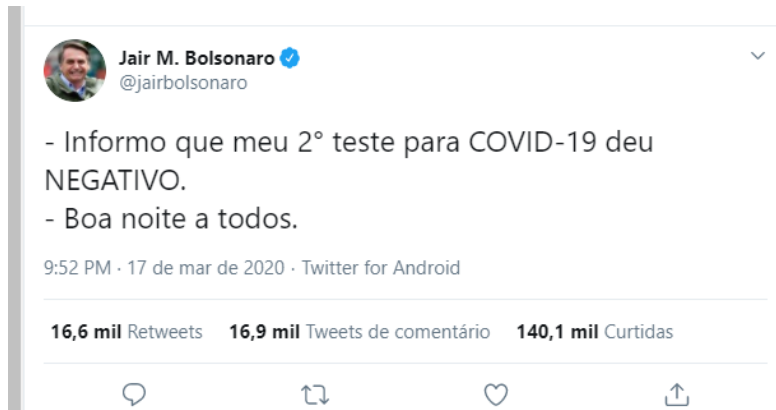 Jair M. Bolsonaro
@jairbolsonaro
- Informo que meu 2° teste para COVID-19 deu
NEGATIVO.
- Boa noite a todos.
9:52 PM · 17 de mar de 2020 · Twitter for Android
16,6 mil Retweets 16,9 mil Tweets de comentário 140,1 mil Curtidas